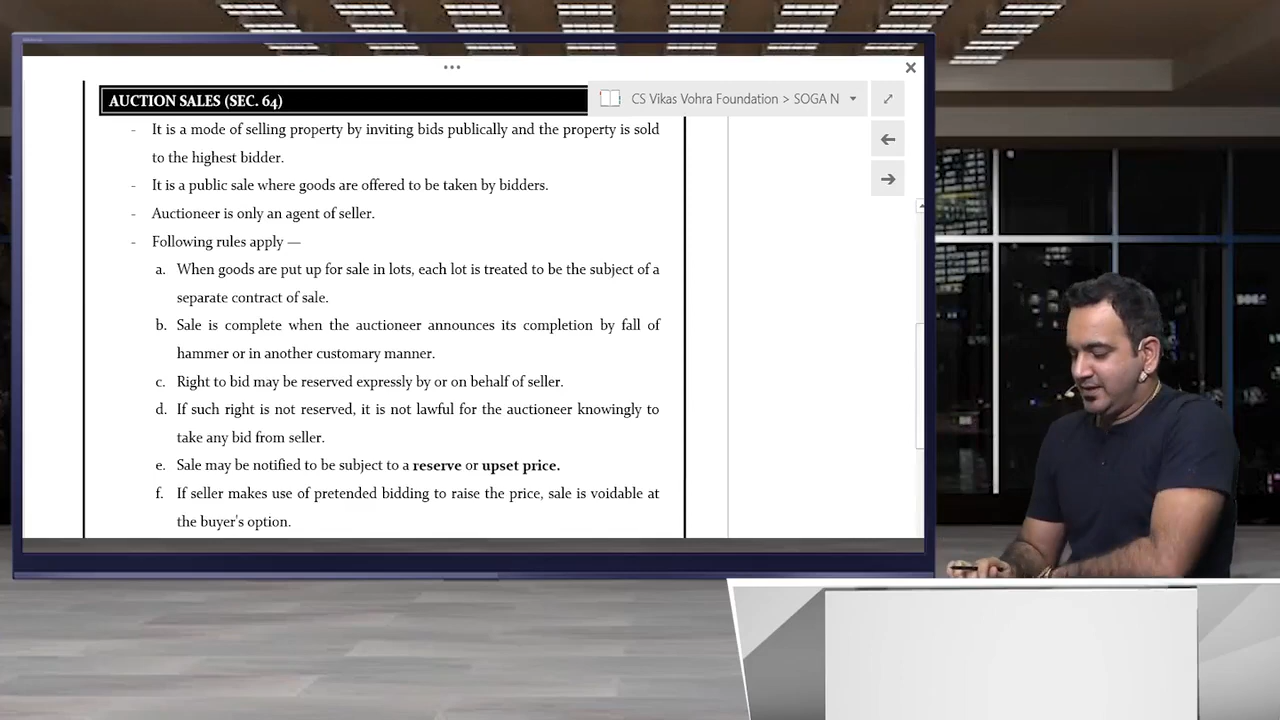 AUCTION SALES (SEC. 64)
CS Vikas Vohra Foundation > SOGA N
- It is a mode of selling property by inviting bids publically and the property is sold
to the highest bidder.
- It is a public sale where goods are offered to be taken by bidders.
- Auctioneer is only an agent of seller.
- Following rules apply —
a. When goods are put up for sale in lots, each lot is treated to be the subject of a
separate contract of sale.
b. Sale is complete when the auctioneer announces its completion by fall of
hammer or in another customary manner.
c. Right to bid may be reserved expressly by or on behalf of seller.
d. If such right is not reserved, it is not lawful for the auctioneer knowingly to
take any bid from seller.
e. Sale may be notified to be subject to a reserve or upset price.
f. If seller makes use of pretended bidding to raise the price, sale is voidable at
the buyer's option.